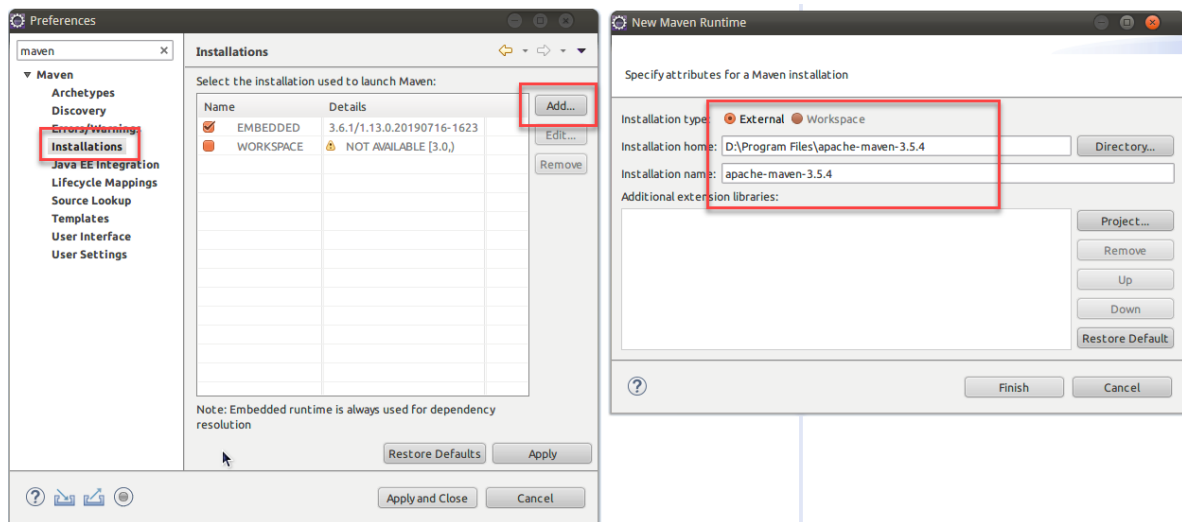 Preferences
maven
Maven
Archetypes
Discovery
Errors/Warnings
Installations
Java EE Integration
Lifecycle Mappings
Source Lookup
Templates
User Interface
User Settings
Installations
Select the installation used to launch Maven:
Name Details
EMBEDDED 3.6.1/1.13.0.20190716-1623
WORKSPACE NOT AVAILABLE [3.0,)
Add...
Edit...
Remove
Note: Embedded runtime is always used for dependency
resolution
Restore Defaults Apply
Apply and Close Cancel
New Maven Runtime
Specify attributes for a Maven installation
Installation type: External Workspace
Installation home: D:\Program Files\apache-maven-3.5.4 Directory...
Installation name: apache-maven-3.5.4
Additional extension libraries:
Project...
Remove
Up
Down
Restore Default
Finish Cancel